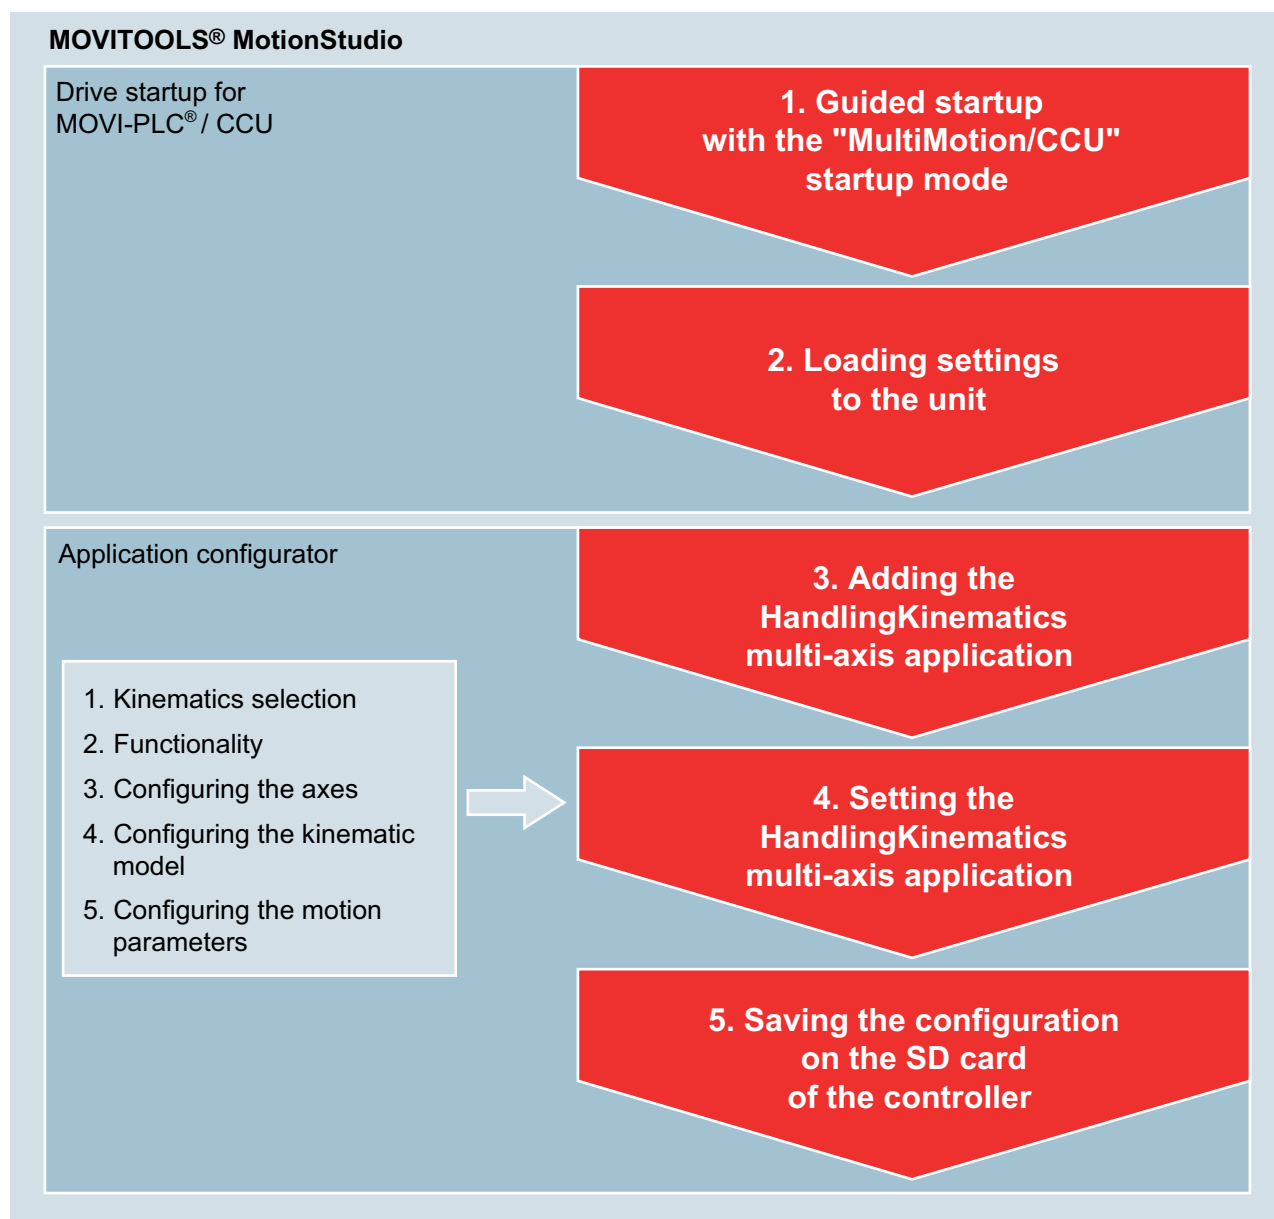 MOVITOOLS® MotionStudio
Drive startup for
MOVI-PLC® / CCU
1. Guided startup
with the "MultiMotion/CCU"
startup mode
2. Loading settings
to the unit
Application configurator
3. Adding the
HandlingKinematics
multi-axis application
1. Kinematics selection
2. Functionality
3. Configuring the axes
4. Configuring the kinematic
model
5. Configuring the motion
parameters
4. Setting the
HandlingKinematics
multi-axis application
5. Saving the configuration
on the SD card
of the controller